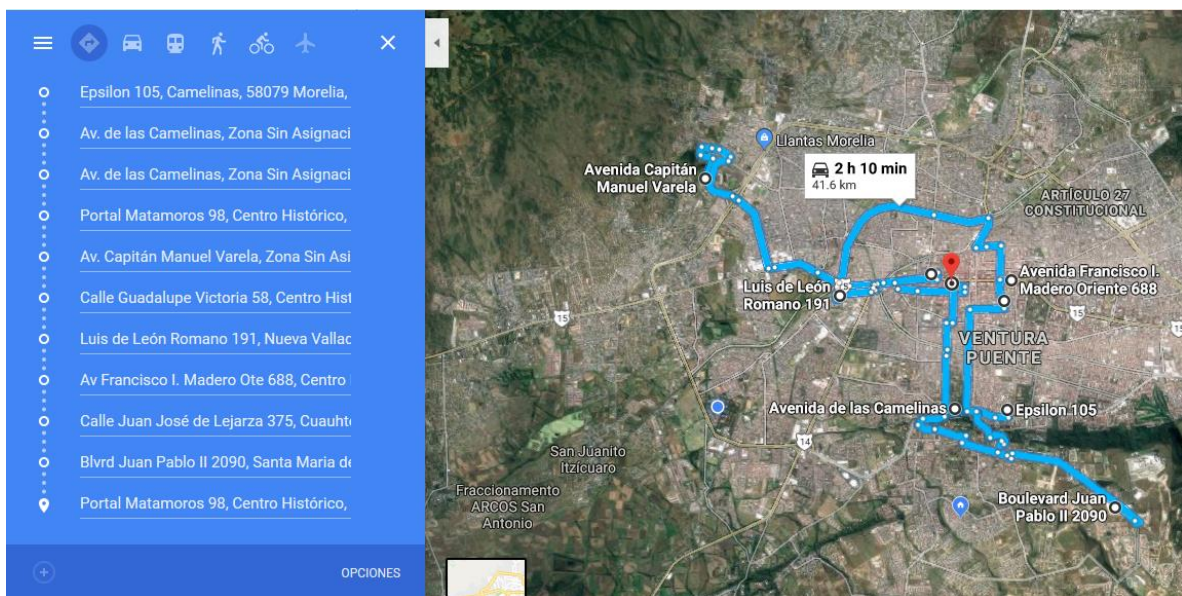 Epsilon 105, Camelinas, 58079 Morelia,
Av. de las Camelinas, Zona Sin Asignaci
Av. de las Camelinas, Zona Sin Asignaci
Portal Matamoros 98, Centro Histórico,
Av. Capitán Manuel Varela, Zona Sin Asi
Calle Guadalupe Victoria 58, Centro Hist
Luis de León Romano 191, Nueva Vallad
Av Francisco I. Madero Ote 688, Centro
Calle Juan José de Lejarza 375, Cuauht
Blvrd Juan Pablo II 2090, Santa Maria de
Portal Matamoros 98, Centro Histórico,
OPCIONES
Llantas Morelia
Avenida Capitán
Manuel Varela
2 h 10 min
41.6 km
ARTÍCULO 27
CONSTITUCIONAL
Avenida Francisco I.
Madero Oriente 688
Luis de León
Romano 191
15
15
15
VENTURA
PUENTE
Avenida de las Camelinas
Epsilon 105
14
San Juanito
Itzícuaro
Fraccionamento
ARCOS San
Antonio
Boulevard Juan
Pablo II 2090